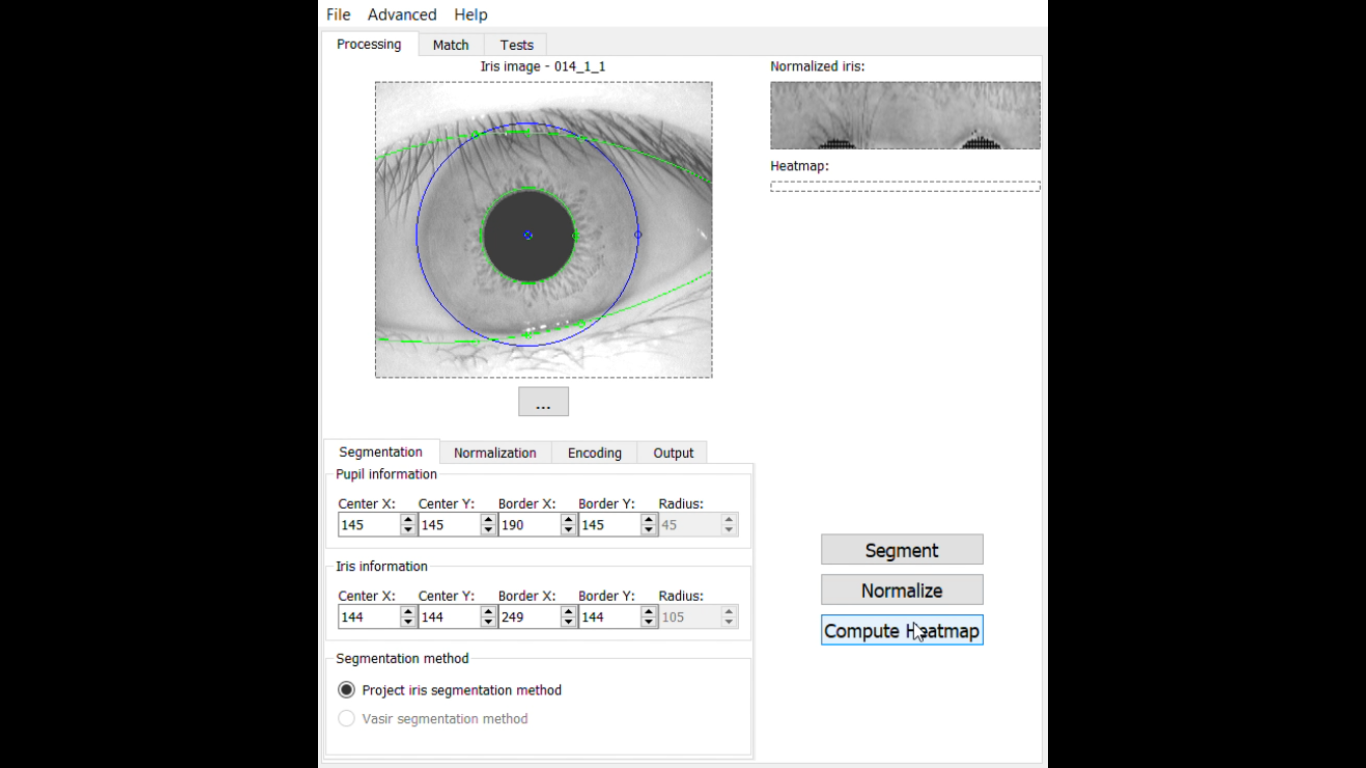 File Advanced Help
Processing Match Tests
Iris image - 014_1_1
Normalized iris:
Heatmap:
...
Segmentation Normalization Encoding Output
Pupil information
Center X: Center Y: Border X: Border Y: Radius:
145 145 190 145 45
Iris information
Center X: Center Y: Border X: Border Y: Radius:
144 144 249 144 105
Segmentation method
Project iris segmentation method
Vasir segmentation method
Segment
Normalize
Compute Heatmap